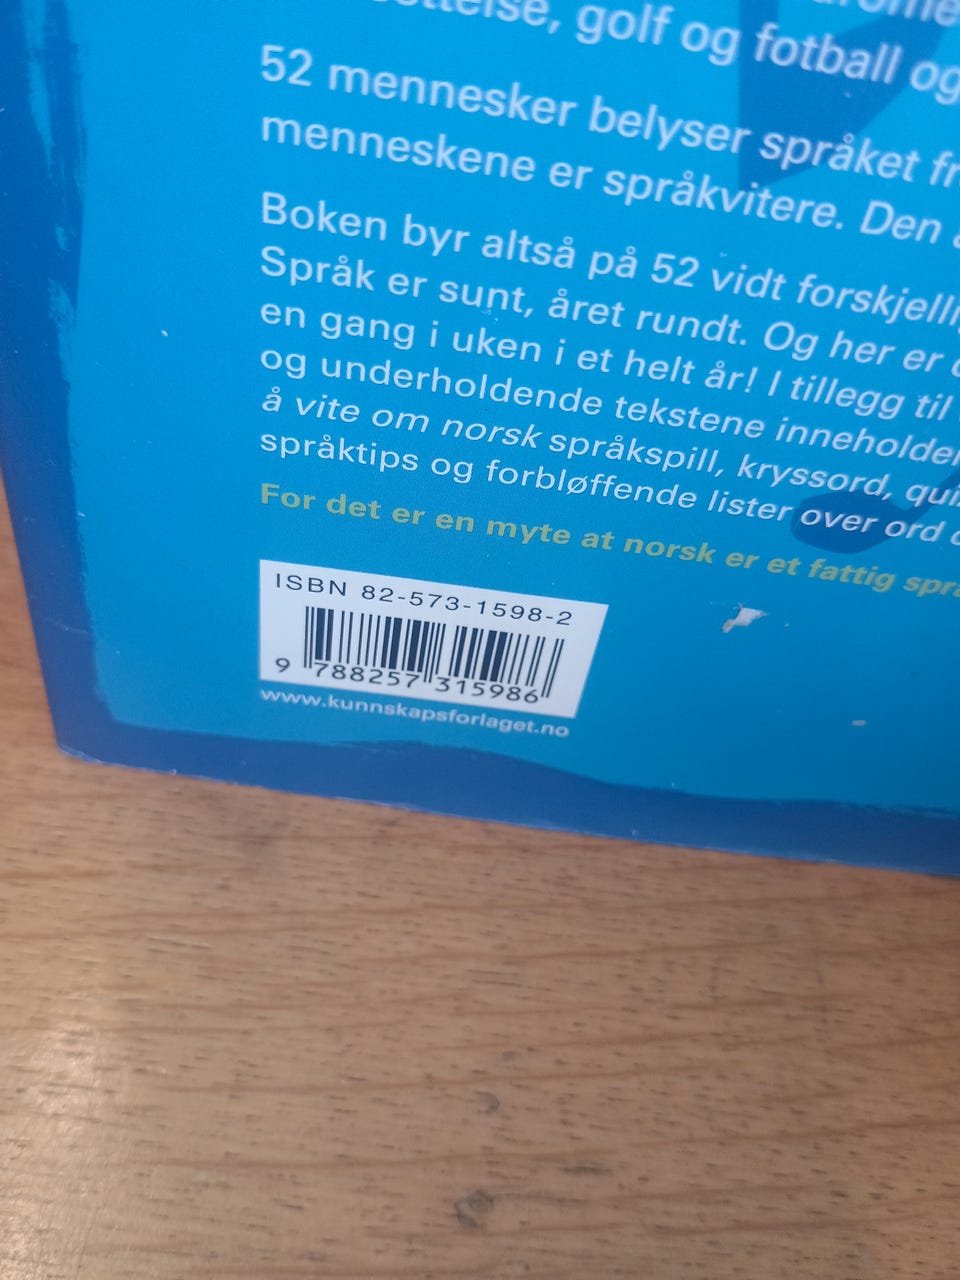 golf og fotball og
52 mennesker belyser språket
menneskene er språkvitere. Den
Boken byr altså på 52 vidt
Språk er sunt, året rundt. Og her er
en gang i uken i et helt år! I tillegg til
og underholdende tekstene
å vite om norsk språkspill, kryssord,
språktips og forbløffende lister over ord
For det er en myte at norsk er et fattig
ISBN 82-573-1598-2
9 788257 315986
www.kunnskapsforlaget.no